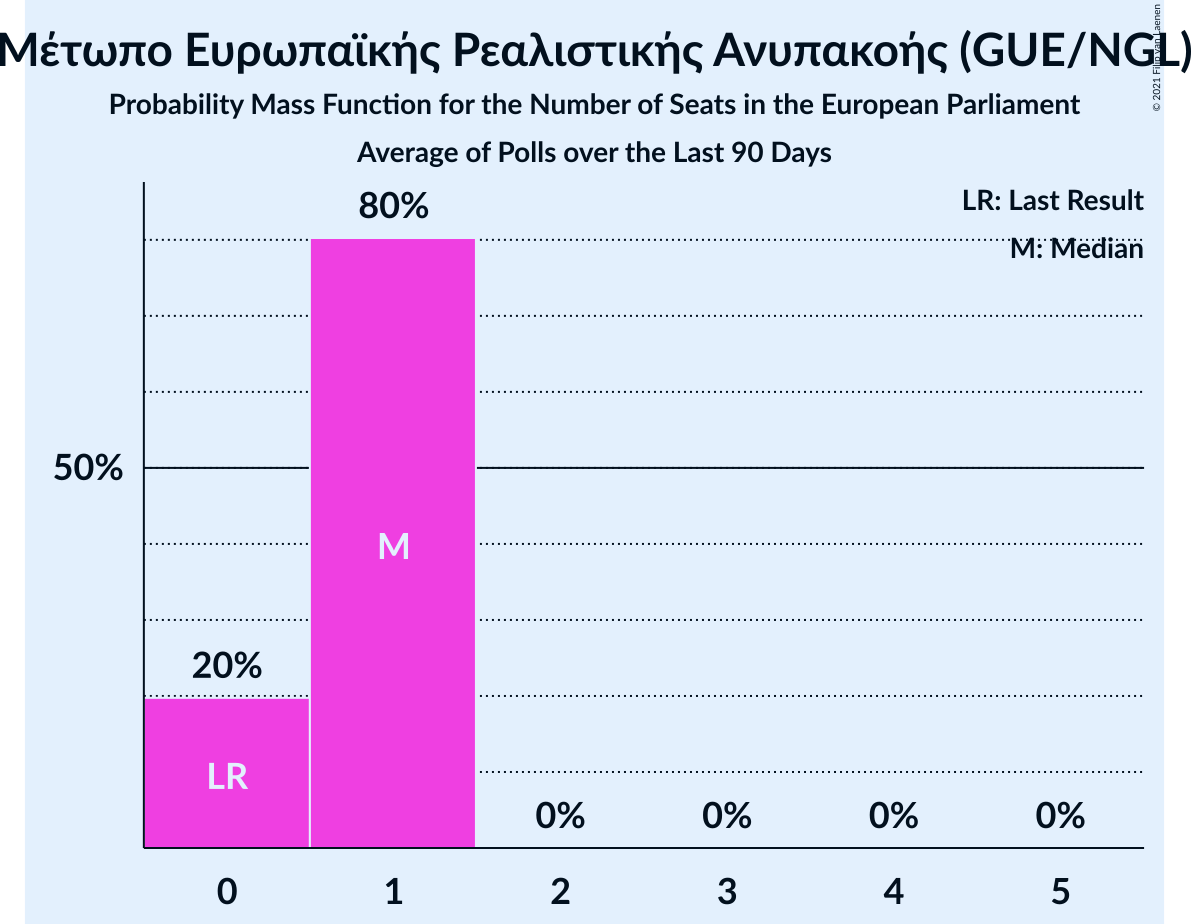 Μέτωπο Ευρωπαϊκής Ρεαλιστικής Ανυπακοής (GUE/NGL)
© 2021 Filip van Laenen
Probability Mass Function for the Number of Seats in the European Parliament
Average of Polls over the Last 90 Days
LR: Last Result
M: Median
80%
50%
M
20%
LR
0% 0% 0% 0%
0 1 2 3 4 5